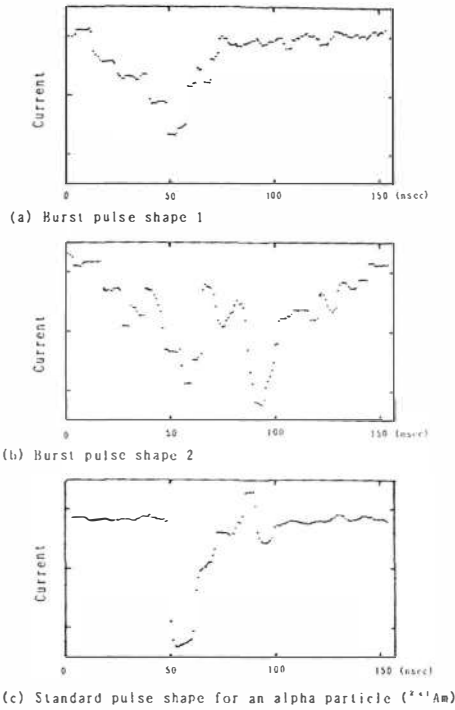 Current
0 50 100 150 (nsec)
(a) Burst pulse shape 1
Current
0 50 100 150 (nsec)
(b) Burst pulse shape 2
Current
0 50 100 150 (nsec)
(c) Standard pulse shape for an alpha particle (²⁴¹Am)